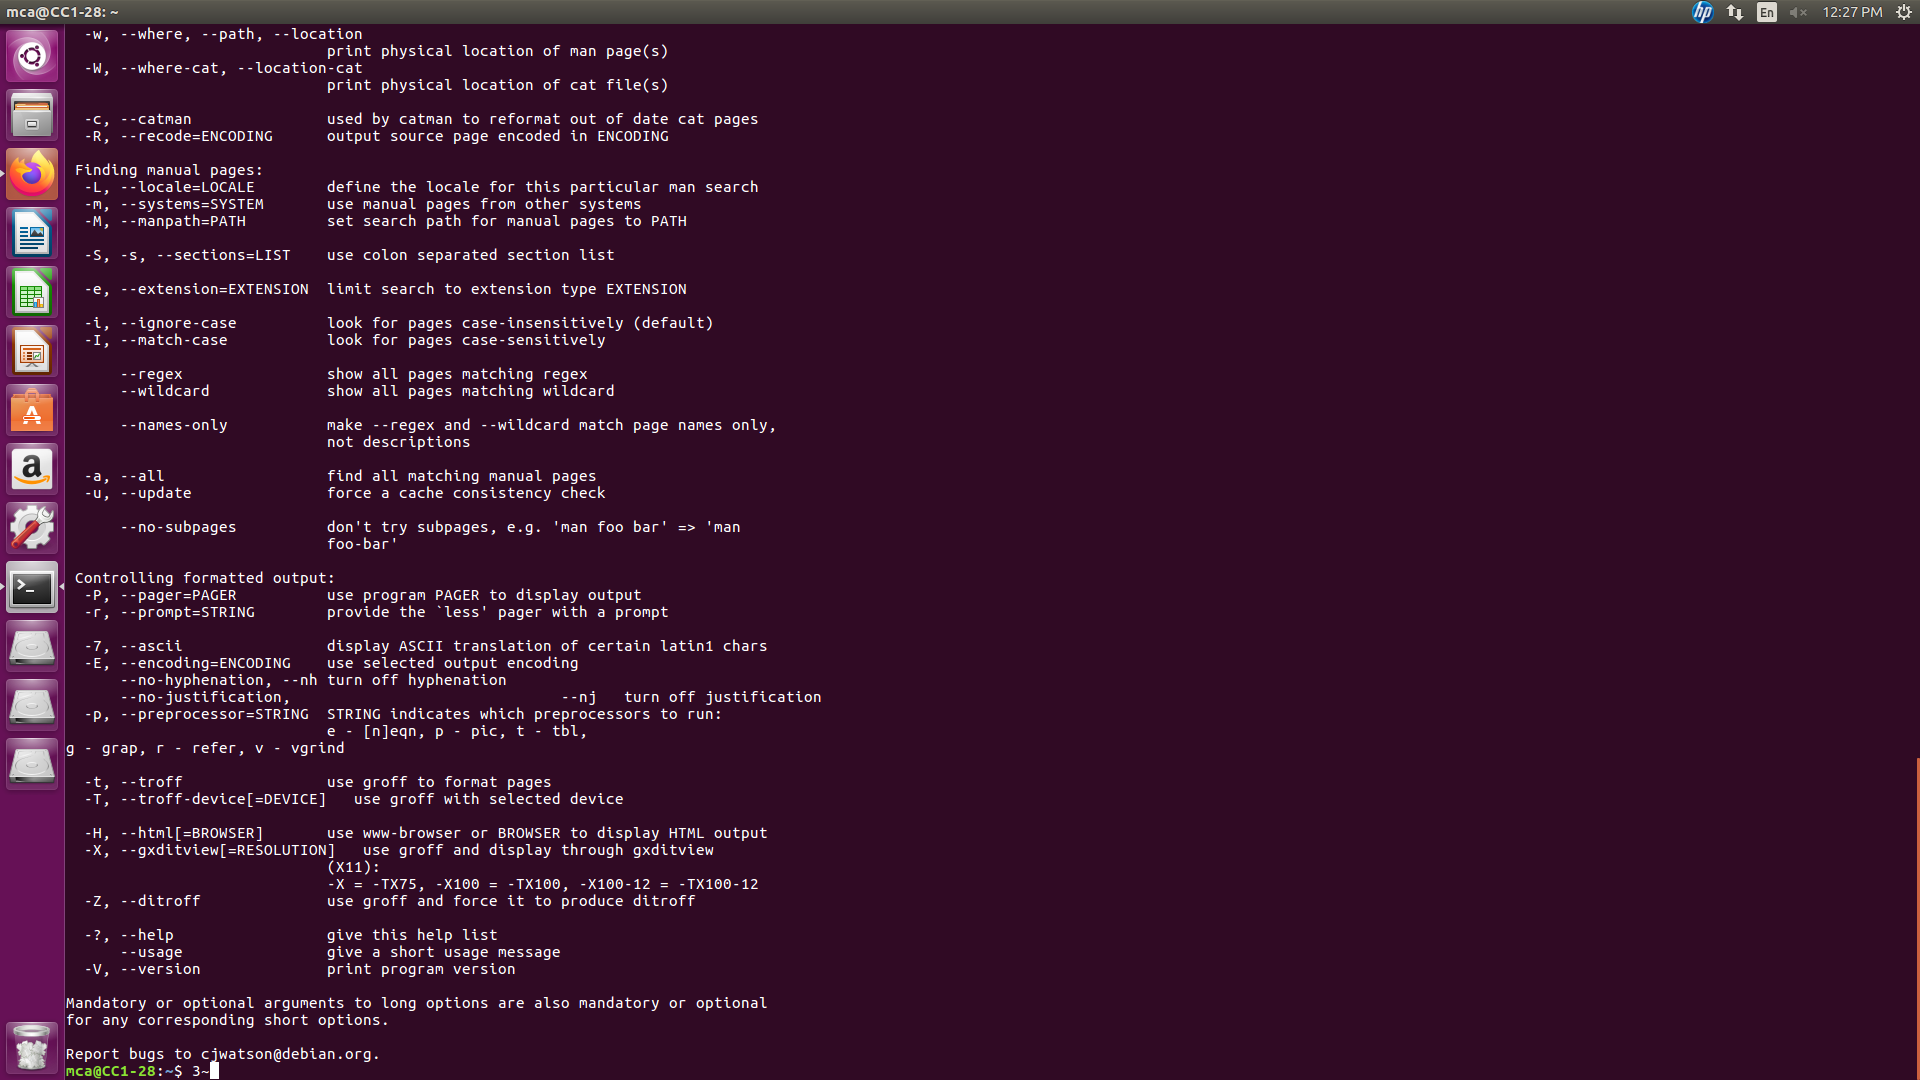 mca@CC1-28: ~
hp
En
12:27 PM
-w, --where, --path, --location
print physical location of man page(s)
-W, --where-cat, --location-cat
print physical location of cat file(s)
-c, --catman used by catman to reformat out of date cat pages
-R, --recode=ENCODING output source page encoded in ENCODING
Finding manual pages:
-L, --locale=LOCALE define the locale for this particular man search
-m, --systems=SYSTEM use manual pages from other systems
-M, --manpath=PATH set search path for manual pages to PATH
-S, -s, --sections=LIST use colon separated section list
-e, --extension=EXTENSION limit search to extension type EXTENSION
-i, --ignore-case look for pages case-insensitively (default)
-I, --match-case look for pages case-sensitively
--regex show all pages matching regex
--wildcard show all pages matching wildcard
--names-only make --regex and --wildcard match page names only,
not descriptions
-a, --all find all matching manual pages
-u, --update force a cache consistency check
--no-subpages don't try subpages, e.g. 'man foo bar' => 'man
foo-bar'
Controlling formatted output:
-P, --pager=PAGER use program PAGER to display output
-r, --prompt=STRING provide the `less' pager with a prompt
-7, --ascii display ASCII translation of certain latin1 chars
-E, --encoding=ENCODING use selected output encoding
--no-hyphenation, --nh turn off hyphenation
--no-justification, --nj turn off justification
-p, --preprocessor=STRING STRING indicates which preprocessors to run:
e - [n]eqn, p - pic, t - tbl,
g - grap, r - refer, v - vgrind
-t, --troff use groff to format pages
-T, --troff-device[=DEVICE] use groff with selected device
-H, --html[=BROWSER] use www-browser or BROWSER to display HTML output
-X, --gxditview[=RESOLUTION] use groff and display through gxditview
(X11):
-X = -TX75, -X100 = -TX100, -X100-12 = -TX100-12
-Z, --ditroff use groff and force it to produce ditroff
-?, --help give this help list
--usage give a short usage message
-V, --version print program version
Mandatory or optional arguments to long options are also mandatory or optional
for any corresponding short options.
Report bugs to cjwatson@debian.org.
mca@CC1-28:~$ 3~